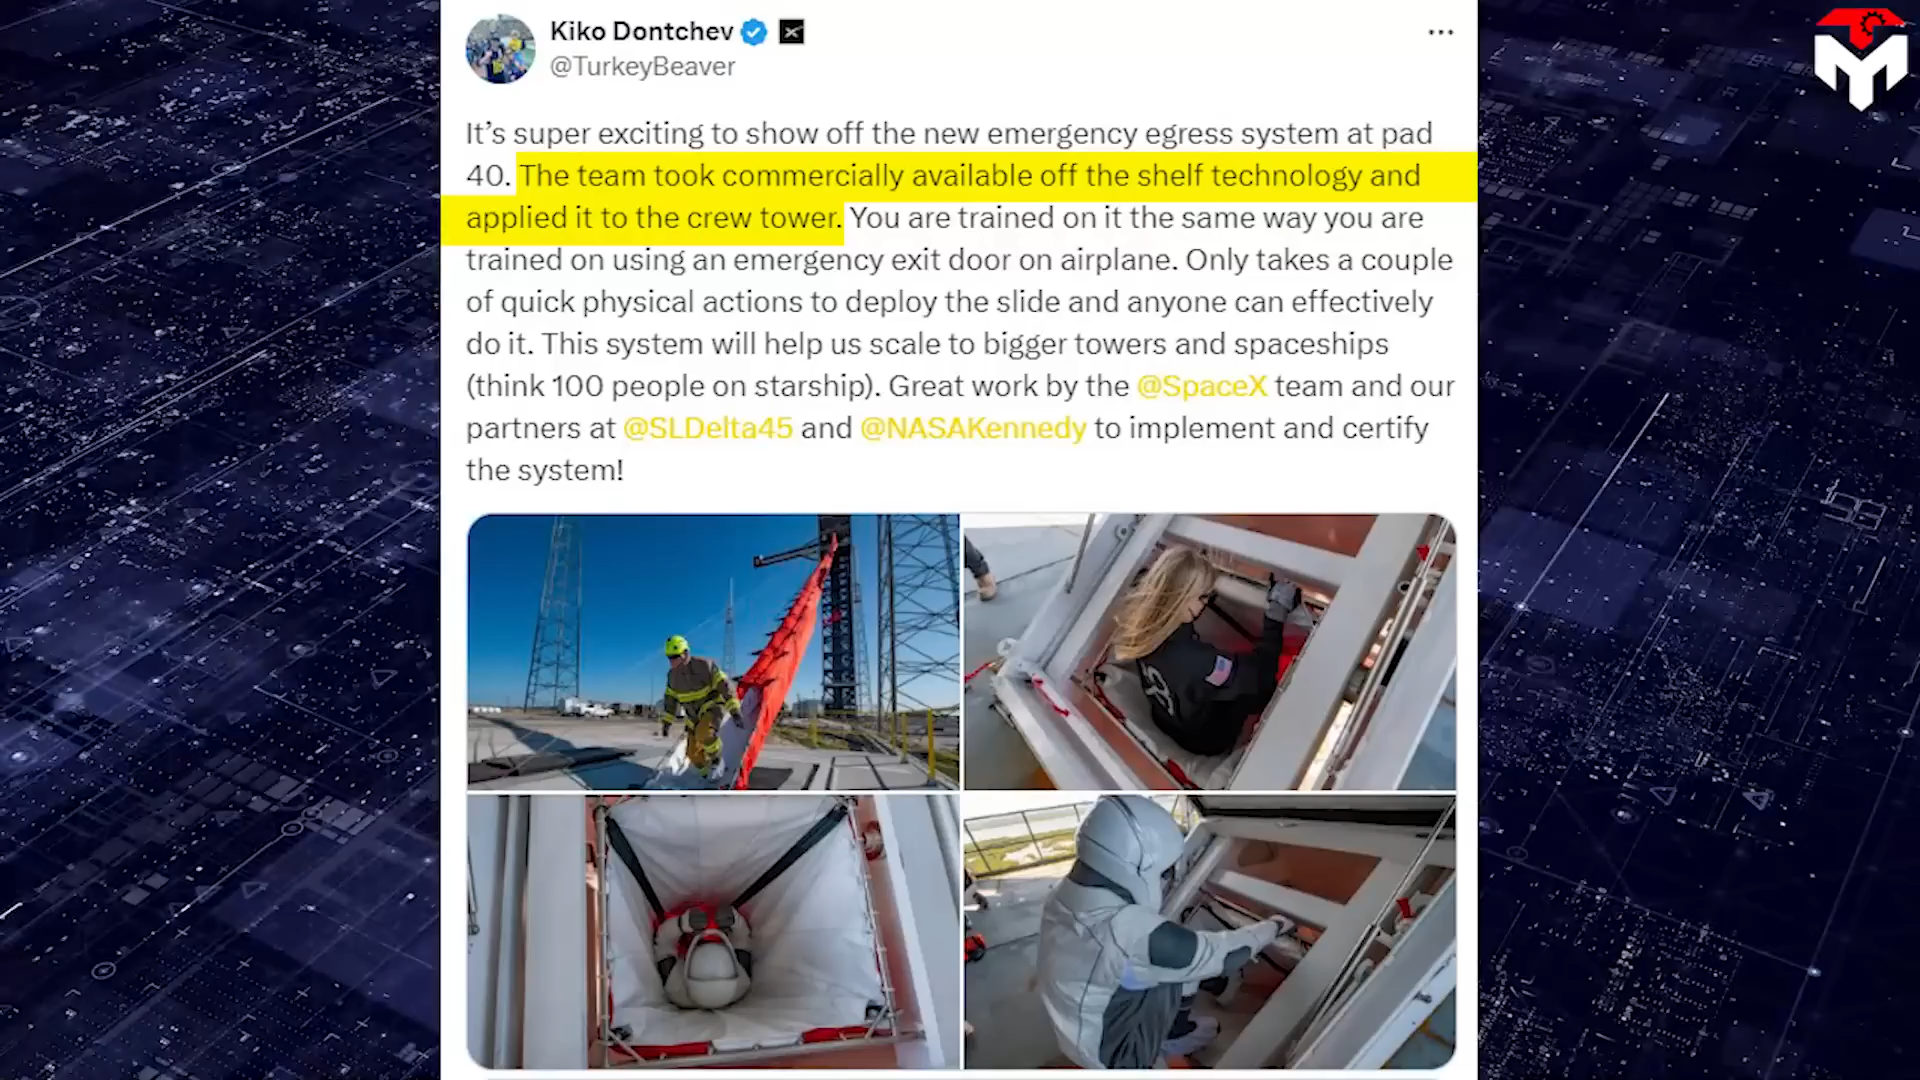 Kiko Dontchev
@TurkeyBeaver
It’s super exciting to show off the new emergency egress system at pad
40. The team took commercially available off the shelf technology and
applied it to the crew tower. You are trained on it the same way you are
trained on using an emergency exit door on airplane. Only takes a couple
of quick physical actions to deploy the slide and anyone can effectively
do it. This system will help us scale to bigger towers and spaceships
(think 100 people on starship). Great work by the @SpaceX team and our
partners at @SLDelta45 and @NASAKennedy to implement and certify
the system!